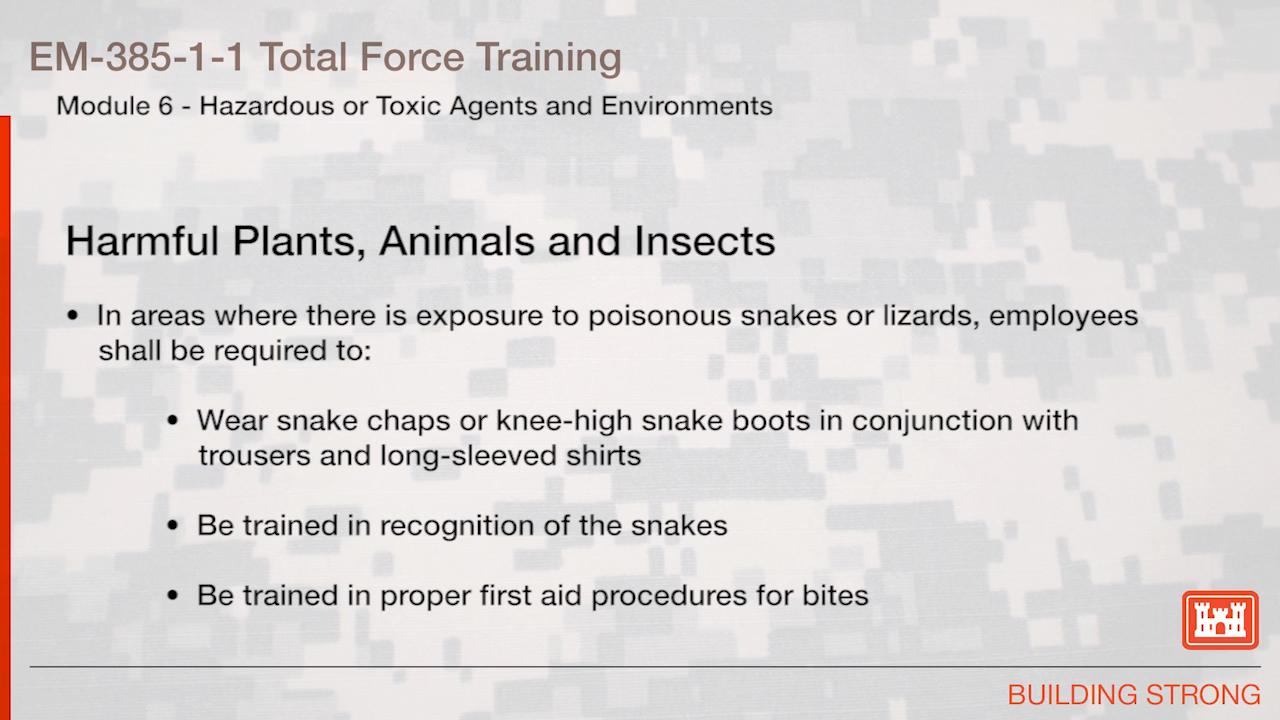 EM-385-1-1 Total Force Training
Module 6 - Hazardous or Toxic Agents and Environments
Harmful Plants, Animals and Insects
• In areas where there is exposure to poisonous snakes or lizards, employees
shall be required to:
• Wear snake chaps or knee-high snake boots in conjunction with
trousers and long-sleeved shirts
• Be trained in recognition of the snakes
• Be trained in proper first aid procedures for bites
BUILDING STRONG